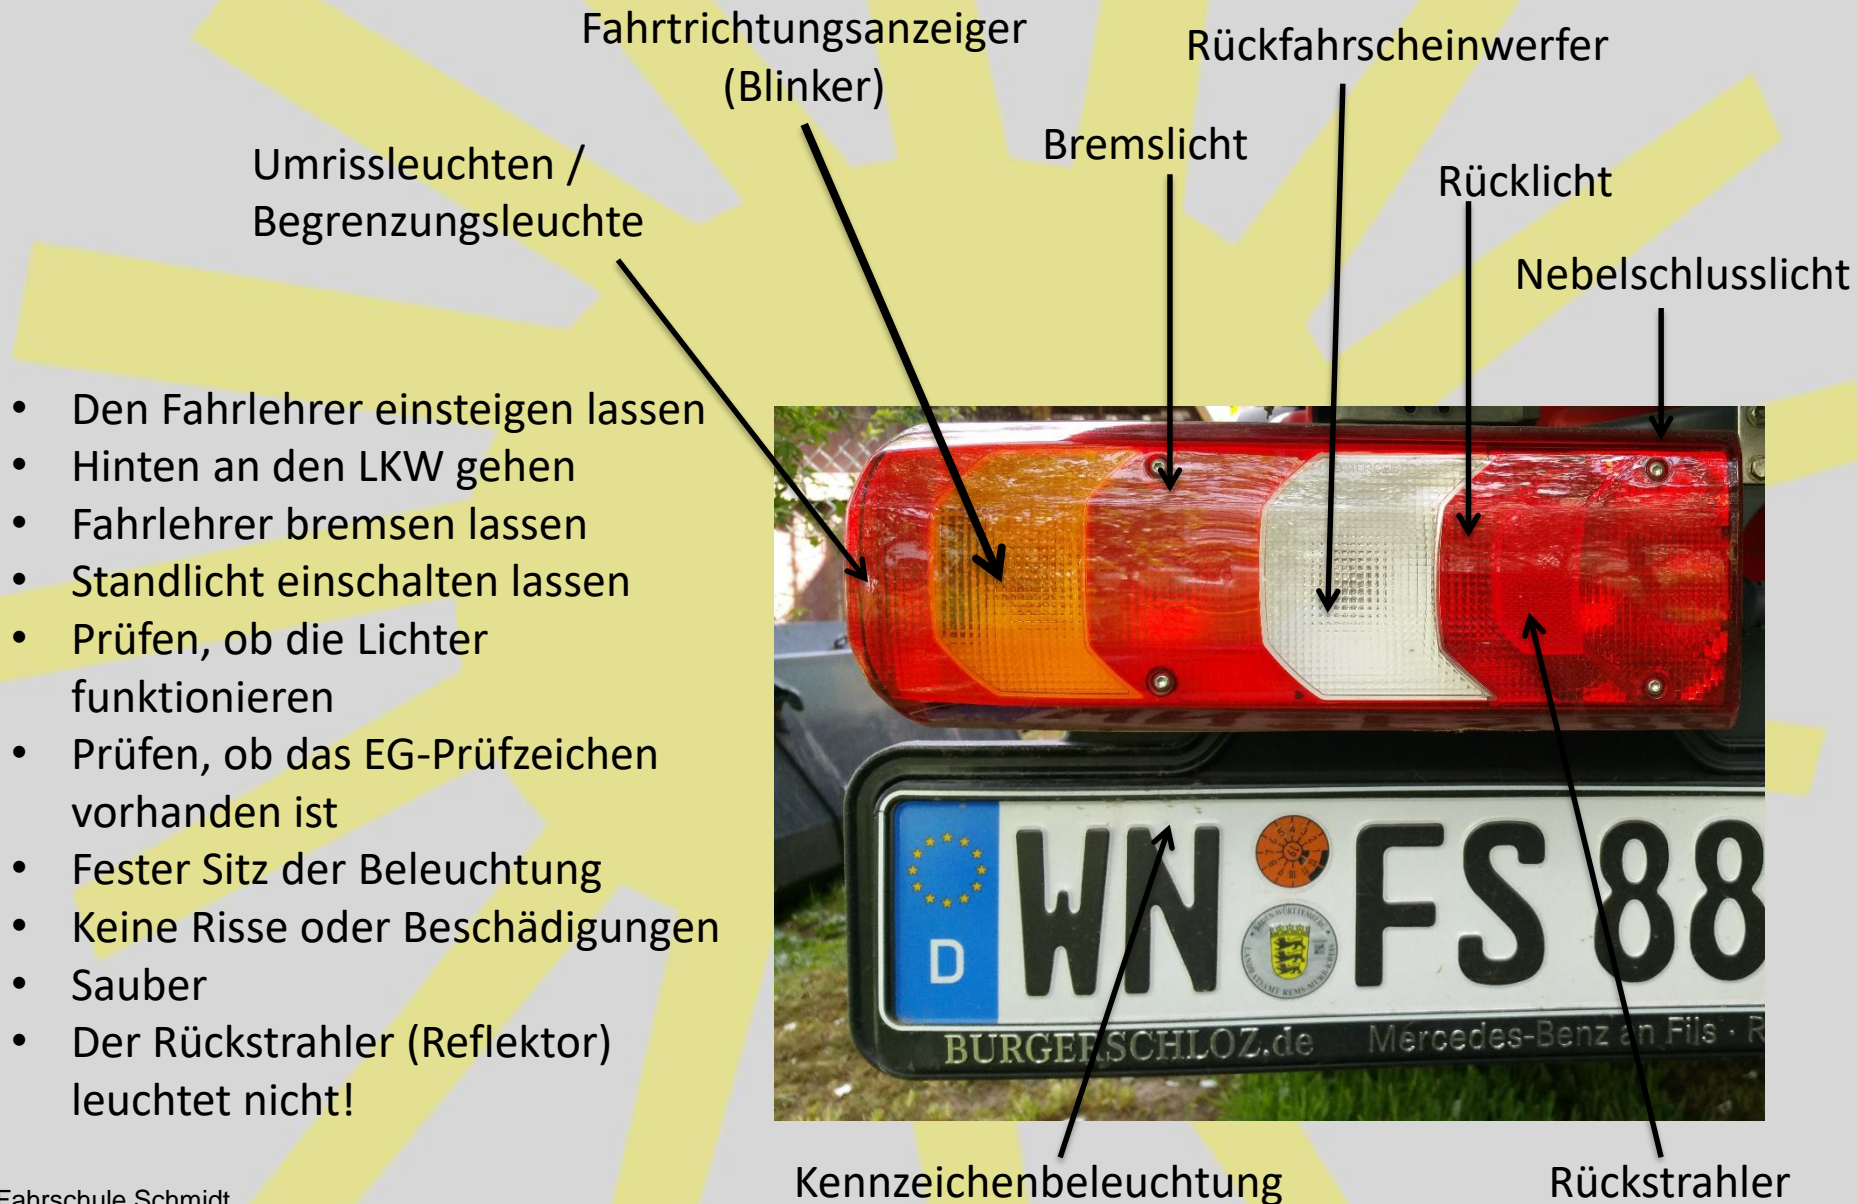 Fahrtrichtungsanzeiger
(Blinker)
Rückfahrscheinwerfer
Bremslicht
Umrissleuchten /
Begrenzungsleuchte
Rücklicht
Nebelschlusslicht
• Den Fahrlehrer einsteigen lassen
• Hinten an den LKW gehen
• Fahrlehrer bremsen lassen
• Standlicht einschalten lassen
• Prüfen, ob die Lichter
funktionieren
• Prüfen, ob das EG-Prüfzeichen
vorhanden ist
• Fester Sitz der Beleuchtung
• Keine Risse oder Beschädigungen
• Sauber
• Der Rückstrahler (Reflektor)
leuchtet nicht!
D WN FS 88
BURGERSCHLOZ.de Mercedes-Benz an Fils · R
Kennzeichenbeleuchtung
Rückstrahler
Fahrschule Schmidt